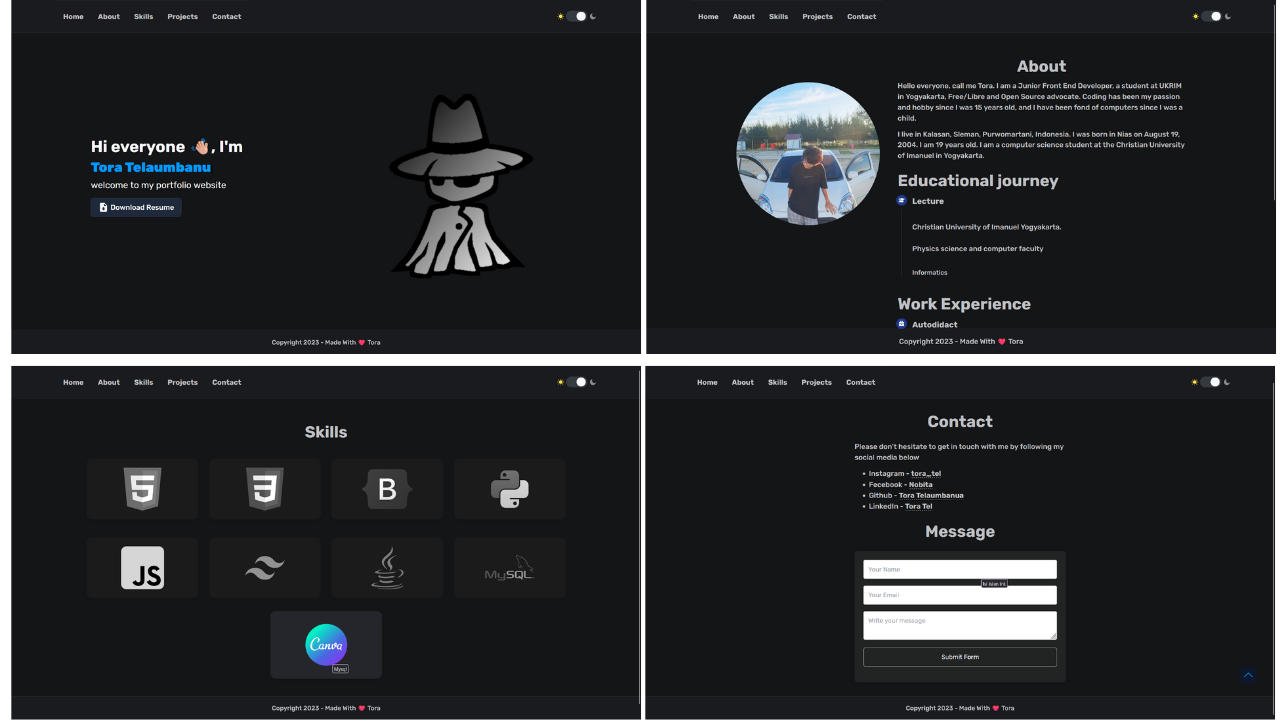 Home About Skills Projects Contact
Hi everyone 👋, I'm
Tora Telaumbanu
welcome to my portfolio website
Download Resume
Copyright 2023 - Made With ❤ Tora
Home About Skills Projects Contact
About
Hello everyone, call me Tora. I am a Junior Front End Developer, a student at UKRIM
in Yogyakarta, Free/Libre and Open Source advocate. Coding has been my passion
and hobby since I was 15 years old, and I have been fond of computers since I was a
child.
I live in Kalasan, Sleman, Purwomartani, Indonesia. I was born in Nias on August 19,
2004. I am 19 years old. I am a computer science student at the Christian University
of Imanuel in Yogyakarta.
Educational journey
Lecture
Christian University of Imanuel Yogyakarta.
Physics science and computer faculty
Informatics
Work Experience
Autodidact
Copyright 2023 - Made With ❤ Tora
Home About Skills Projects Contact
Skills
5
3
B
JS
MySQL
Canva
Mysql
Copyright 2023 - Made With ❤ Tora
Home About Skills Projects Contact
Contact
Please don't hesitate to get in touch with me by following my
social media below
• Instagram - tora_tel
• Fecebook - Nobita
• Github - Tora Telaumbanua
• LinkedIn - Tora Tel
Message
Your Name
Your Email
Write your message
Submit Form
Copyright 2023 - Made With ❤ Tora